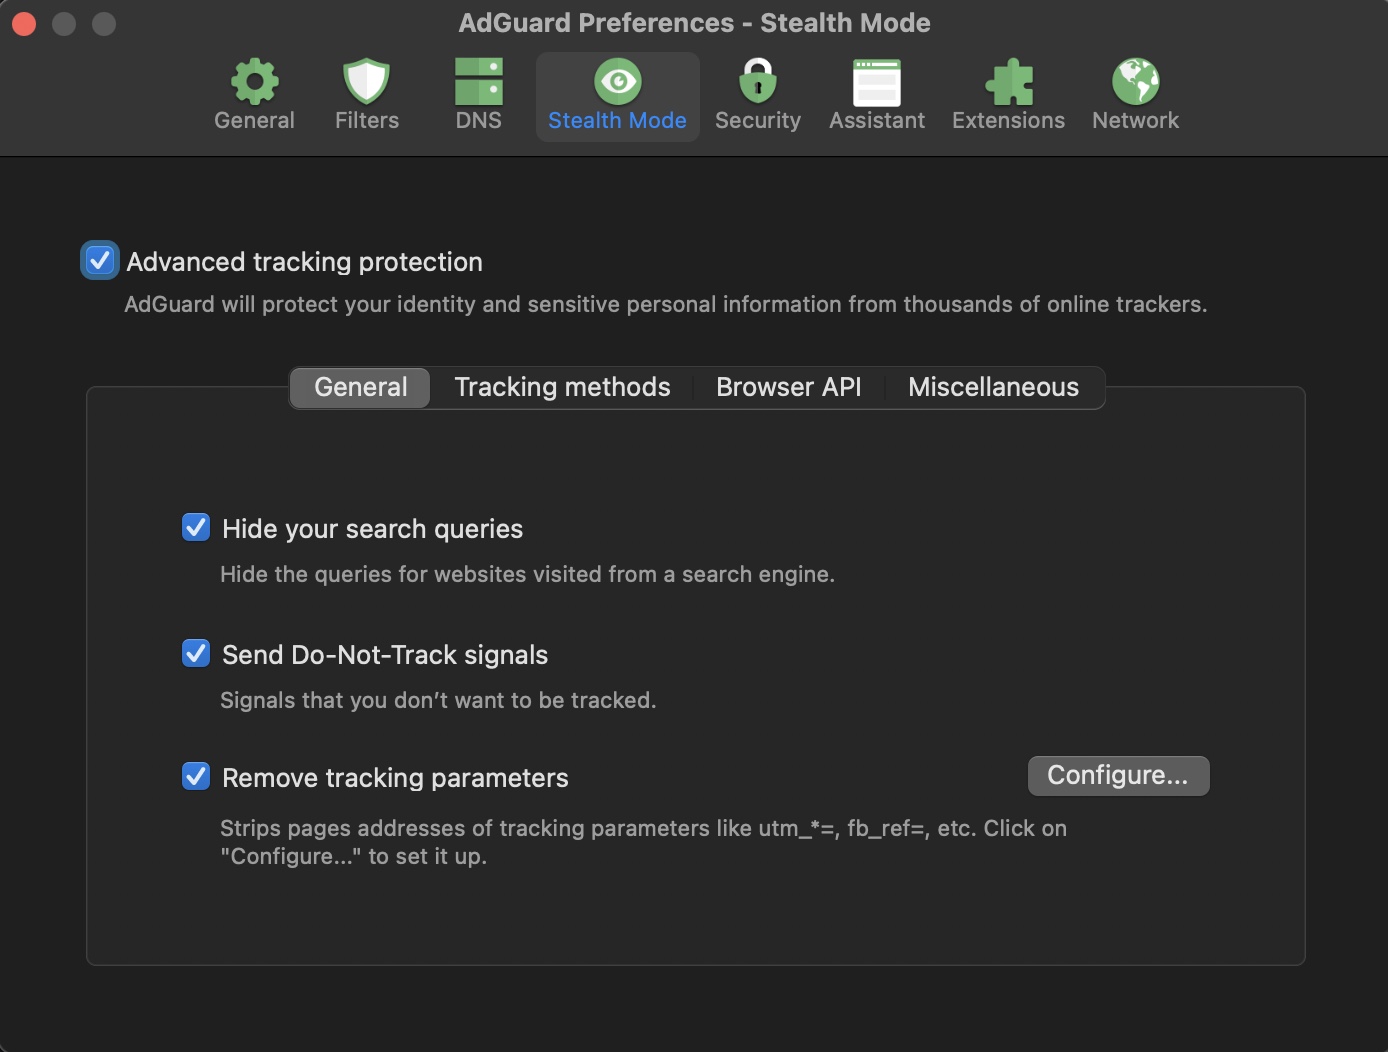 AdGuard Preferences - Stealth Mode
General Filters DNS Stealth Mode Security Assistant Extensions Network
Advanced tracking protection
AdGuard will protect your identity and sensitive personal information from thousands of online trackers.
General Tracking methods Browser API Miscellaneous
Hide your search queries
Hide the queries for websites visited from a search engine.
Send Do-Not-Track signals
Signals that you don’t want to be tracked.
Remove tracking parameters Configure...
Strips pages addresses of tracking parameters like utm_*=, fb_ref=, etc. Click on
"Configure..." to set it up.